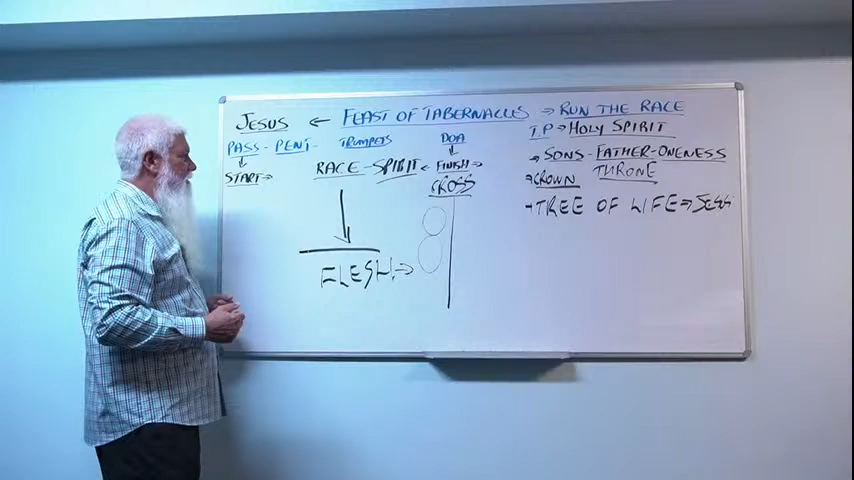 JESUS ← FEAST OF TABERNACLES ⇒ RUN THE RACE
PASS - PENT - TRUMPETS DOA T.P ⇒ HOLY SPIRIT
START → RACE - SPIRIT ← FINISH → → SONS - FATHER - ONENESS
CROSS → CROWN THRONE
→ TREE OF LIFE ⇒
FLESH ⇒